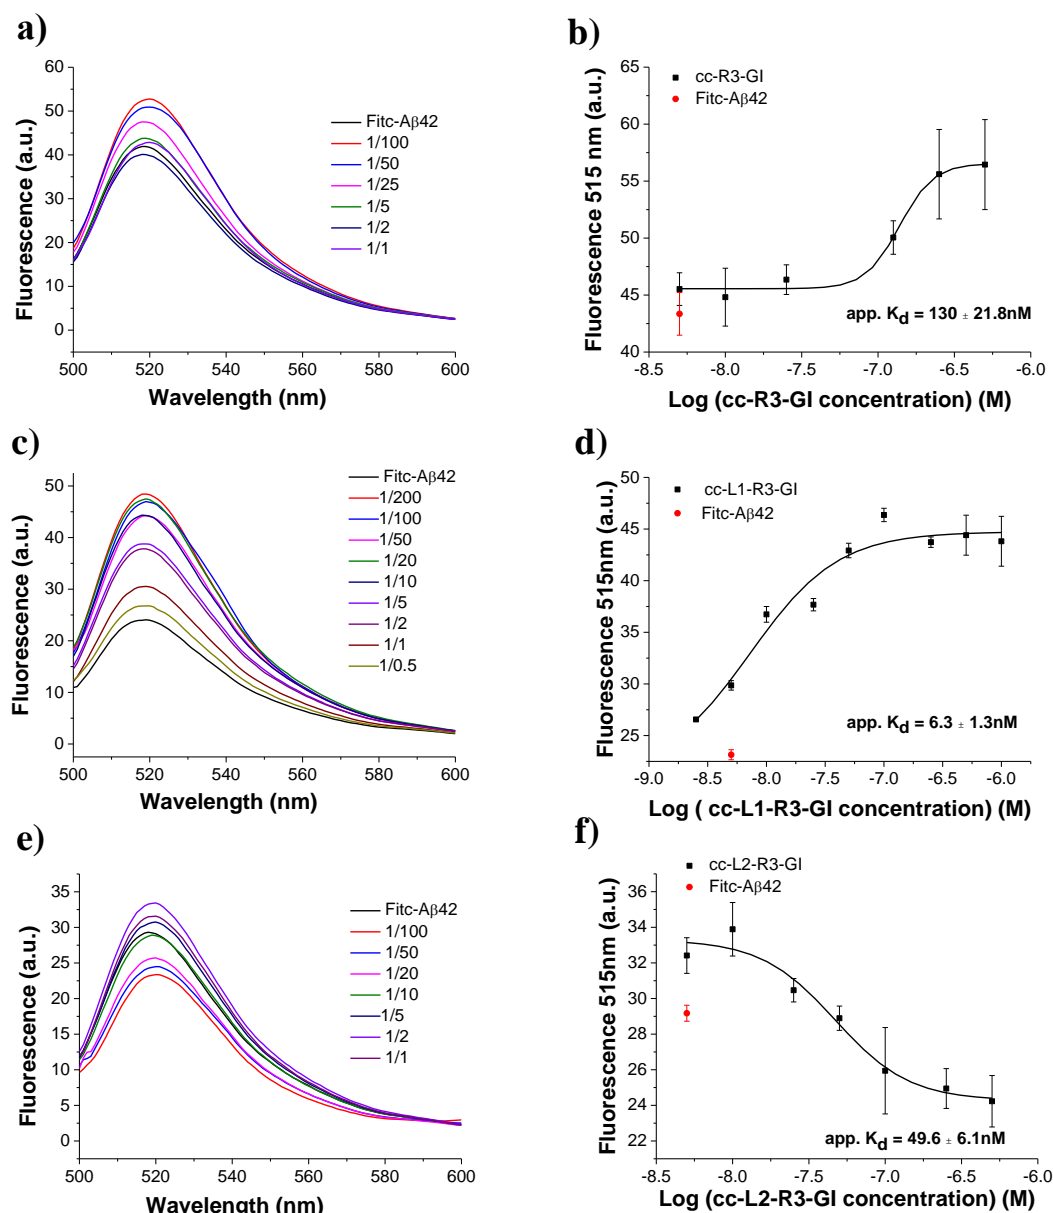 a)
60
50
40
30
20
10
0
Fluorescence (a.u.)
Fitc-Aβ42
1/100
1/50
1/25
1/5
1/2
1/1
500 520 540 560 580 600
Wavelength (nm)
b)
65
60
55
50
45
40
Fluorescence 515 nm (a.u.)
cc-R3-GI
Fitc-Aβ42
app. Kd = 130 ± 21.8nM
-8.5 -8.0 -7.5 -7.0 -6.5 -6.0
Log (cc-R3-GI concentration) (M)
c)
50
40
30
20
10
0
Fluorescence (a.u.)
Fitc-Aβ42
1/200
1/100
1/50
1/20
1/10
1/5
1/2
1/1
1/0.5
500 520 540 560 580 600
Wavelength (nm)
d)
50
45
40
35
30
25
Fluorescence 515nm (a.u.)
cc-L1-R3-GI
Fitc-Aβ42
app. Kd = 6.3 ± 1.3nM
-9.0 -8.5 -8.0 -7.5 -7.0 -6.5 -6.0
Log ( cc-L1-R3-GI concentration) (M)
e)
35
30
25
20
15
10
5
0
Fluorescence (a.u.)
Fitc-Aβ42
1/100
1/50
1/20
1/10
1/5
1/2
1/1
500 520 540 560 580 600
Wavelength (nm)
f)
36
34
32
30
28
26
24
22
Fluorescence 515nm (a.u.)
cc-L2-R3-GI
Fitc-Aβ42
app. Kd = 49.6 ± 6.1nM
-8.5 -8.0 -7.5 -7.0 -6.5 -6.0
Log (cc-L2-R3-GI concentration) (M)